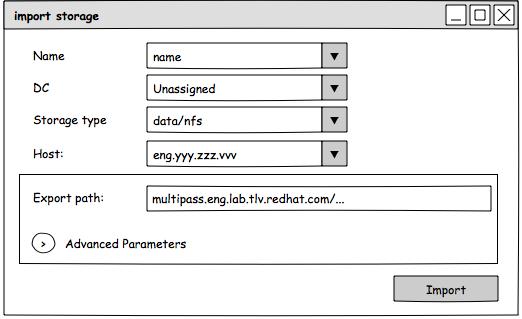 import storage
Name name
DC Unassigned
Storage type data/nfs
Host: eng.yyy.zzz.vvv
Export path: multipass.eng.lab.tlv.redhat.com/...
> Advanced Parameters
Import